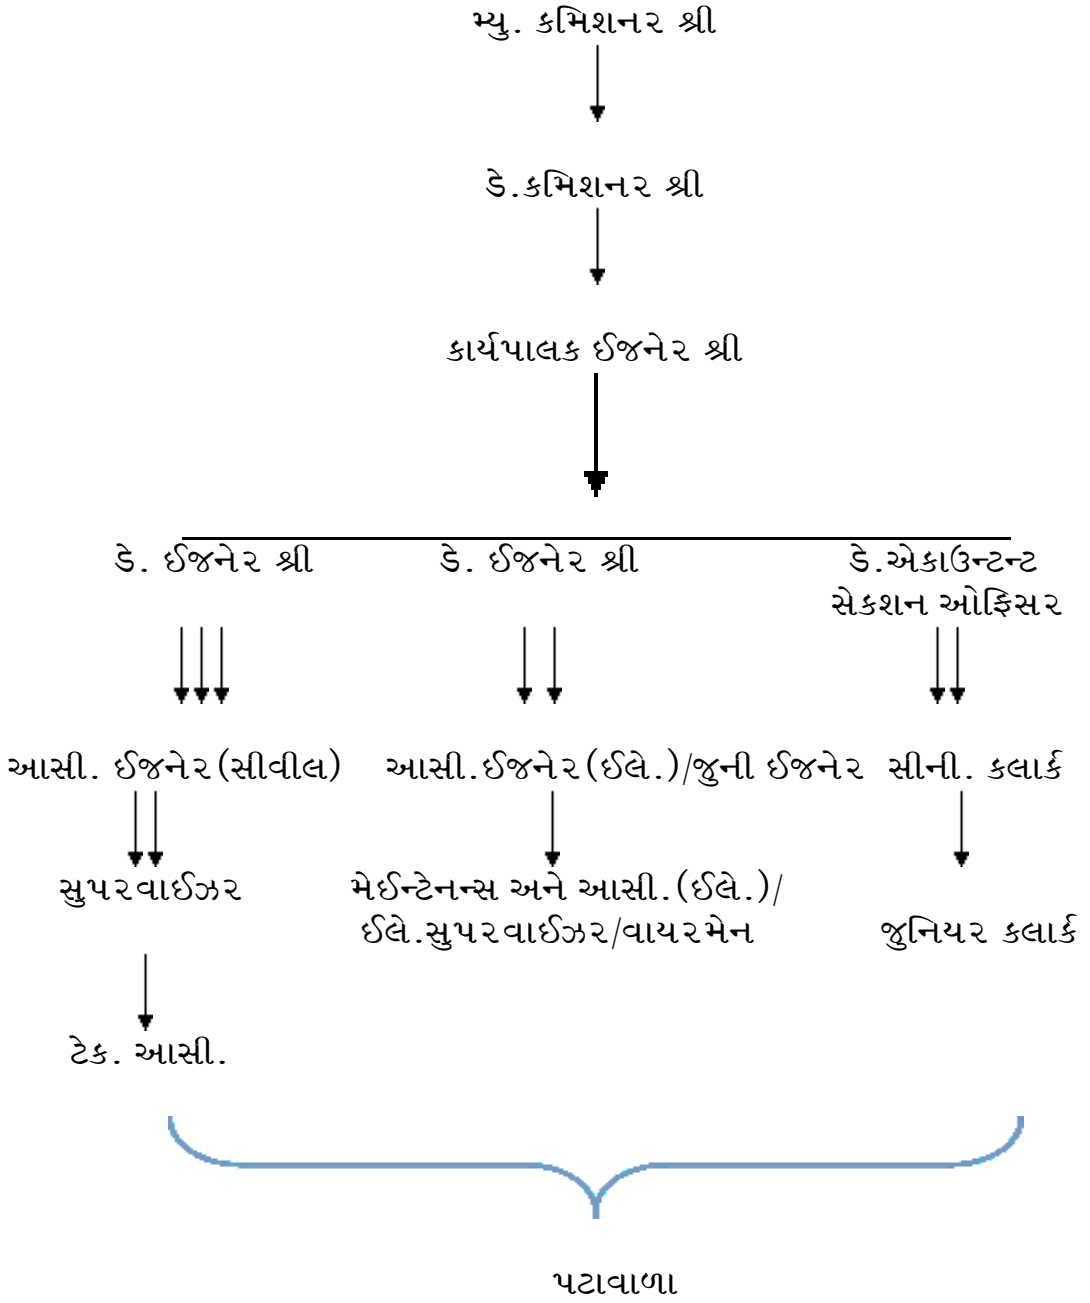 મ્યુ. કમિશનર શ્રી
ડે.કમિશનર શ્રી
કાર્યપાલક ઈજનેર શ્રી
ડે. ઈજનેર શ્રી
ડે. ઈજનેર શ્રી
ડે.એકાઉન્ટન્ટ
સેકશન ઓફિસર
આસી. ઈજનેર(સીવીલ)
આસી.ઈજનેર(ઈલે.)/જુની ઈજનેર
સીની. કલાર્ક
સુપરવાઈઝર
મેઈન્ટેનન્સ અને આસી.(ઈલે.)/
ઈલે.સુપરવાઈઝર/વાયરમેન
જુનિયર કલાર્ક
ટેક. આસી.
પટાવાળા